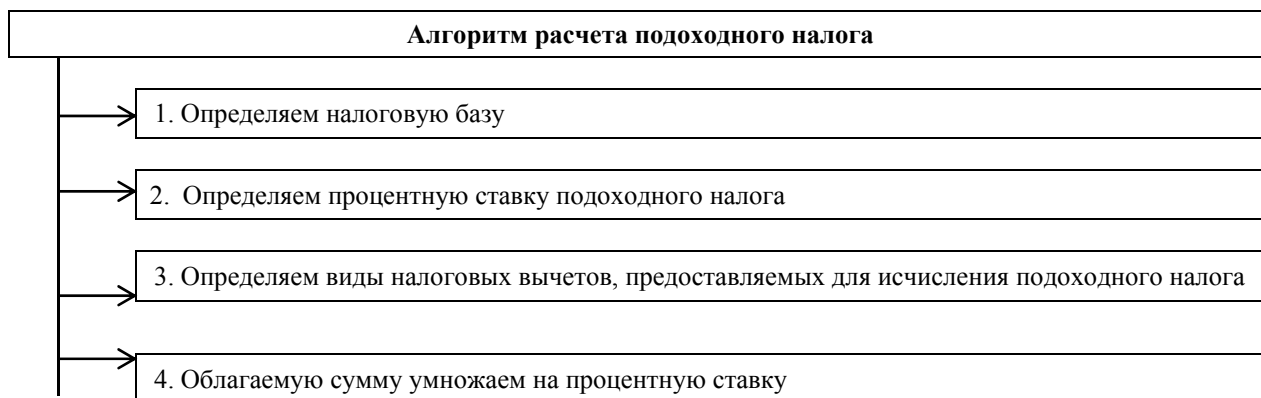 Алгоритм расчета подоходного налога
1. Определяем налоговую базу
2. Определяем процентную ставку подоходного налога
3. Определяем виды налоговых вычетов, предоставляемых для исчисления подоходного налога
4. Облагаемую сумму умножаем на процентную ставку